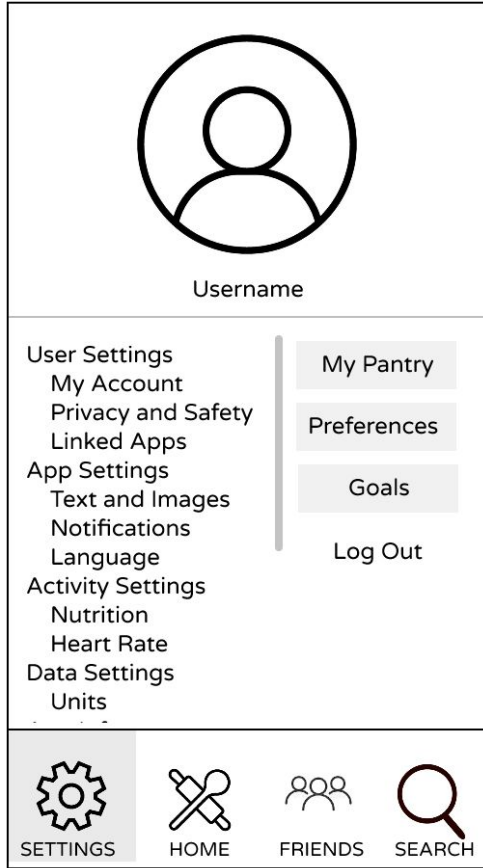 Username
User Settings
My Account
Privacy and Safety
Linked Apps
App Settings
Text and Images
Notifications
Language
Activity Settings
Nutrition
Heart Rate
Data Settings
Units
My Pantry
Preferences
Goals
Log Out
SETTINGS
HOME
FRIENDS
SEARCH